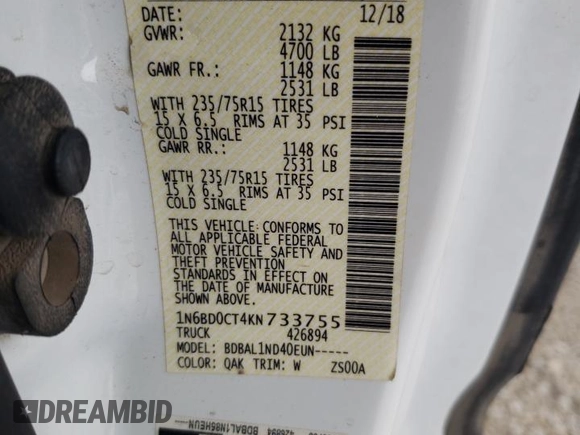 DATE: 12/18
GVWR: 2132 KG
4700 LB
GAWR FR.: 1148 KG
2531 LB
WITH 235/75R15 TIRES
15 X 6.5 RIMS AT 35 PSI
COLD SINGLE
GAWR RR.: 1148 KG
2531 LB
WITH 235/75R15 TIRES
15 X 6.5 RIMS AT 35 PSI
COLD SINGLE
THIS VEHICLE CONFORMS TO
ALL APPLICABLE FEDERAL
MOTOR VEHICLE SAFETY AND
THEFT PREVENTION
STANDARDS IN EFFECT ON
THE DATE OF MANUFACTURE
SHOWN ABOVE.
1N6BD0CT4KN733755
TRUCK 426894
MODEL: BDBAL1ND40EUN-----
COLOR: QAK TRIM: W ZS00A
426894
DREAMBID